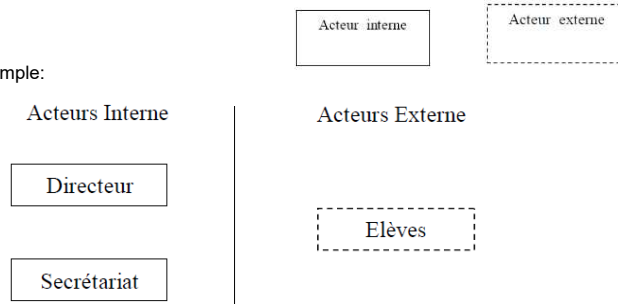 Acteur interne
Acteur externe
mple:
Acteurs Interne
Acteurs Externe
Directeur
Elèves
Secrétariat